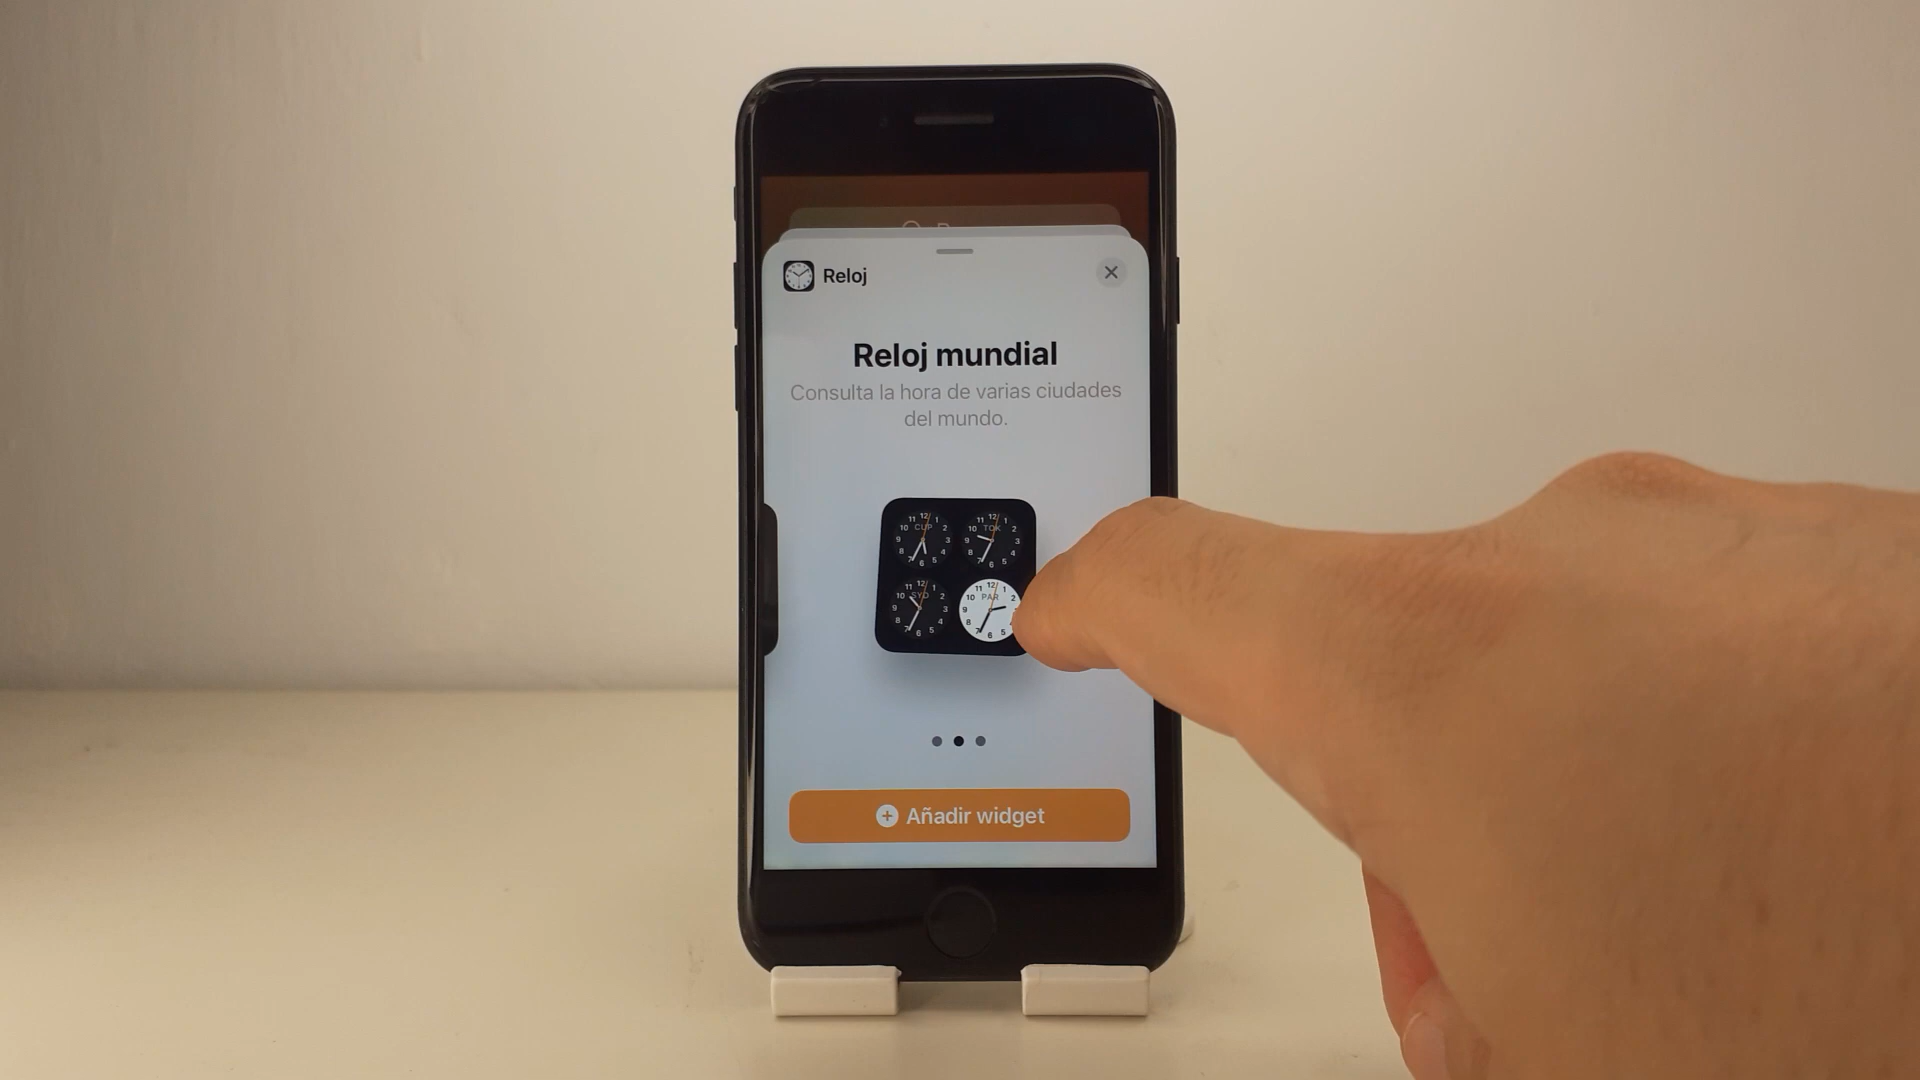 Reloj
Reloj mundial
Consulta la hora de varias ciudades
del mundo.
CUP
TOK
SYD
PAR
Añadir widget